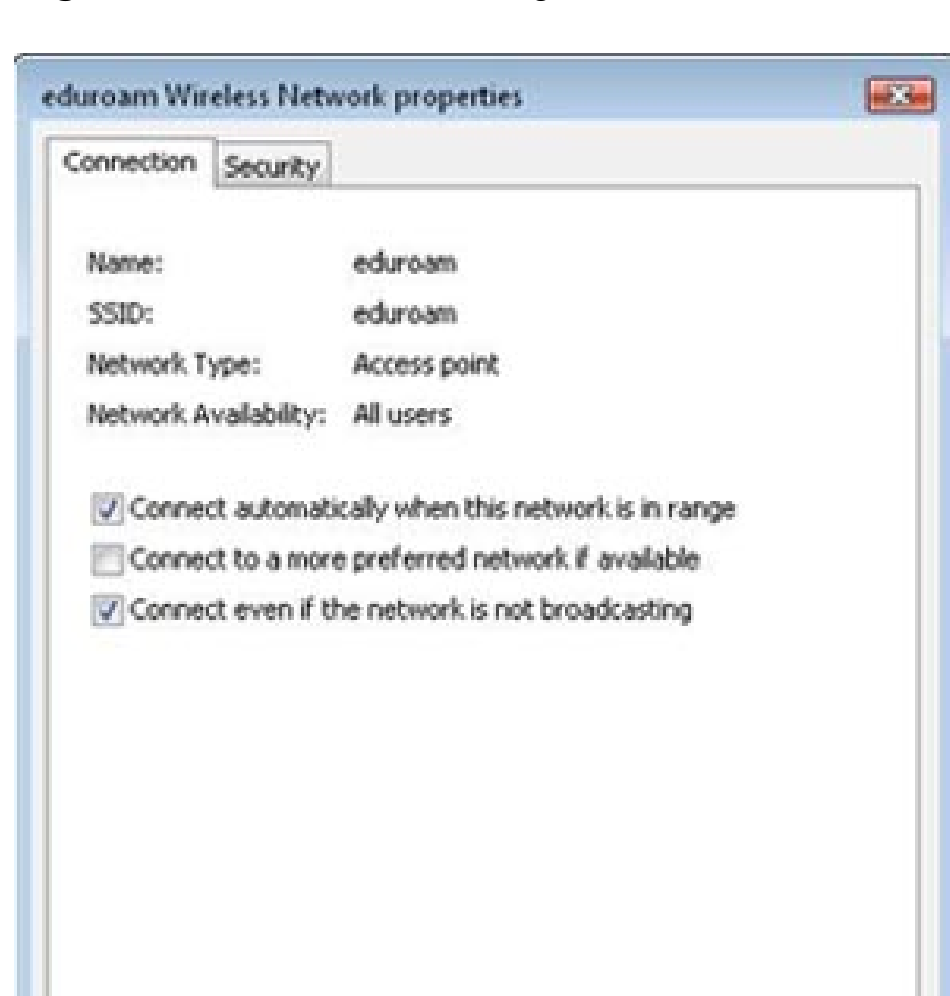 eduroam Wireless Network properties
Connection Security
Name: eduroam
SSID: eduroam
Network Type: Access point
Network Availability: All users
Connect automatically when this network is in range
Connect to a more preferred network if available
Connect even if the network is not broadcasting